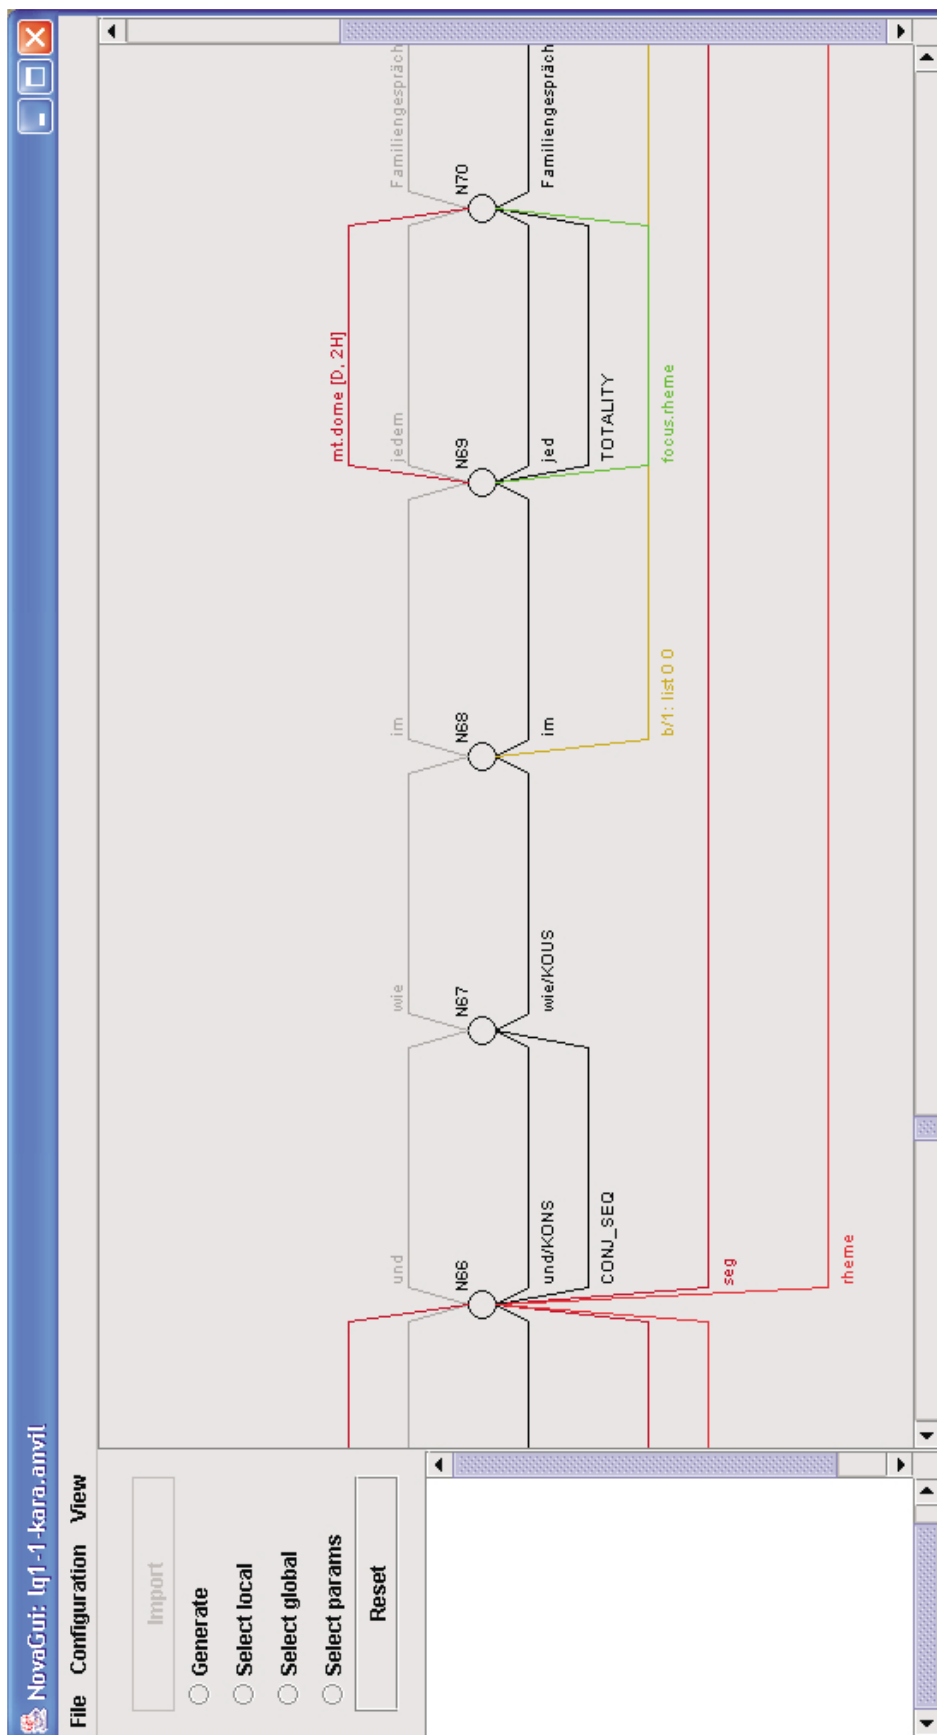 NovaGui: lq1-1-kara.anvil
File Configuration View
Import
Generate
Select local
Select global
Select params
Reset
mt.dome [D, 2H]
und wie im jedem Familiengespräch
N66 N67 N68 N69 N70
und/KONS wie/KOUS im jed Familiengespräch
CONJ_SEQ TOTALITY
b/1: list 0 0 focus.rheme
seg
rheme